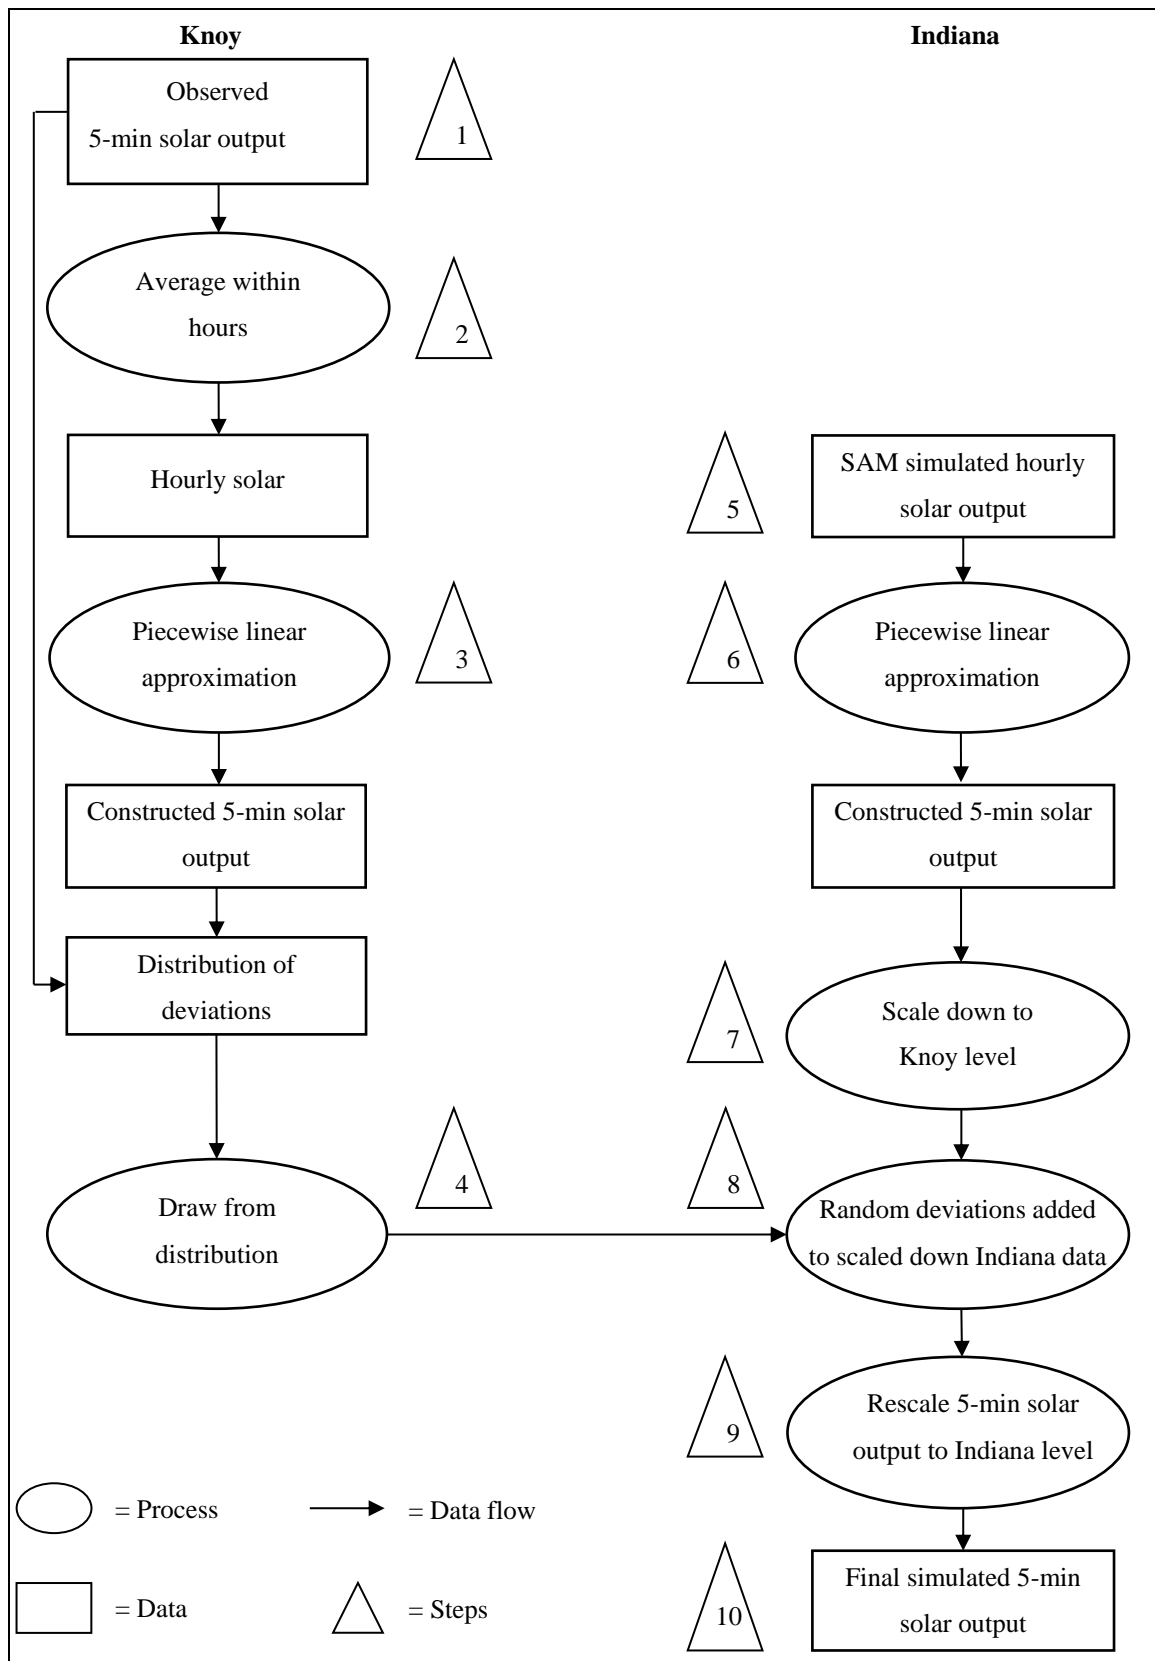 Knoy
Observed
5-min solar output
1
Average within
hours
2
Hourly solar
Piecewise linear
approximation
3
Constructed 5-min solar
output
Distribution of
deviations
Draw from
distribution
4
Indiana
SAM simulated hourly
solar output
5
Piecewise linear
approximation
6
Constructed 5-min solar
output
Scale down to
Knoy level
7
Random deviations added
to scaled down Indiana data
8
Rescale 5-min solar
output to Indiana level
9
Final simulated 5-min
solar output
10
= Process
= Data flow
= Data
= Steps